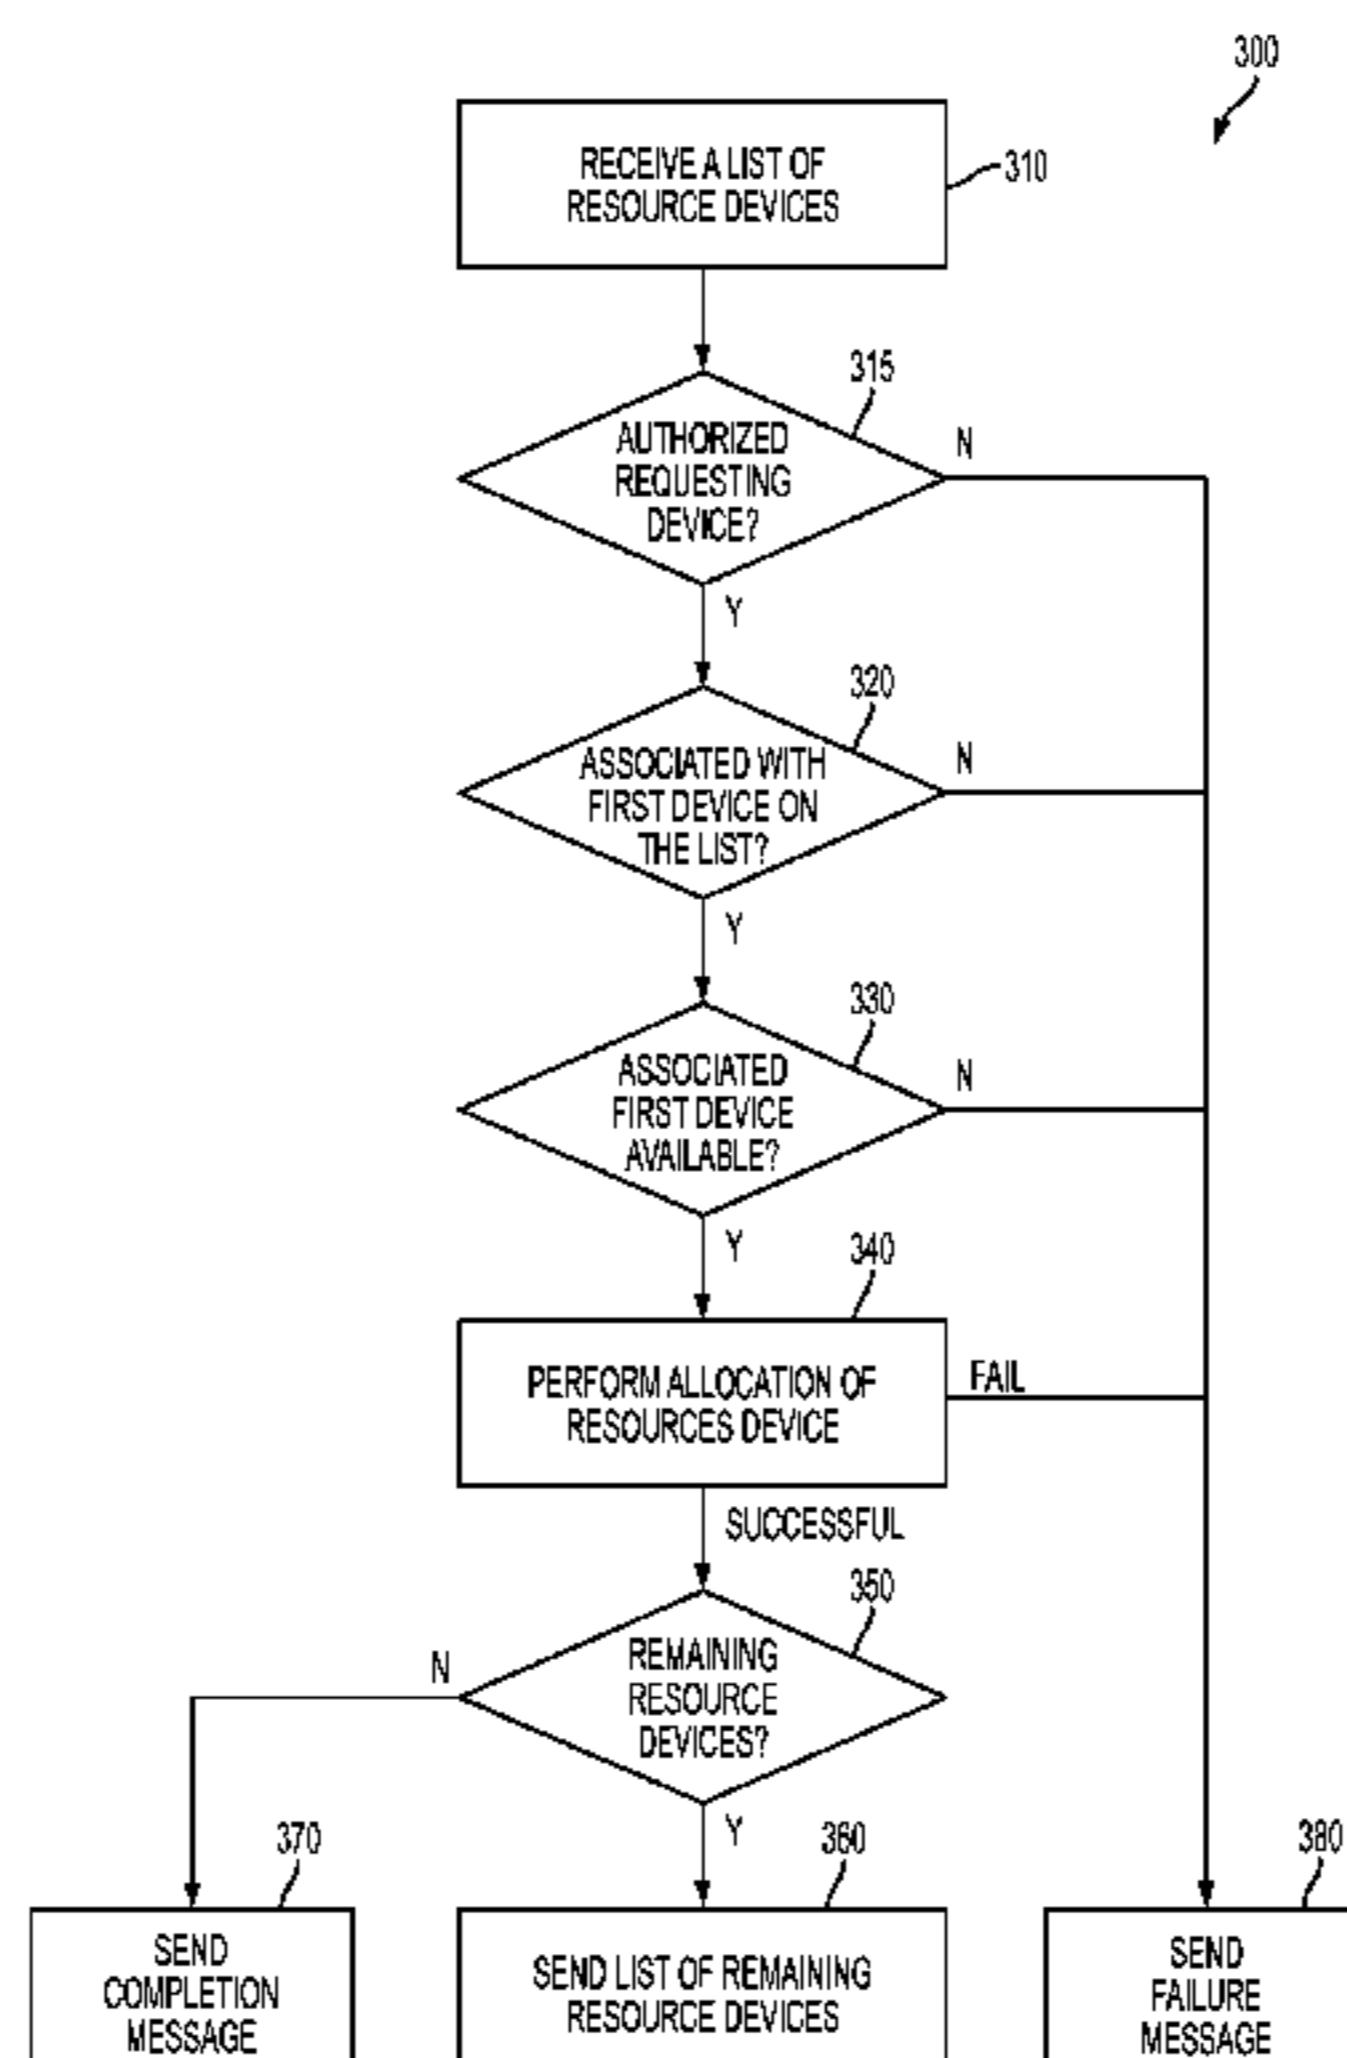 300
RECEIVE A LIST OF
RESOURCE DEVICES
310
315
AUTHORIZED
REQUESTING
DEVICE?
N
Y
320
ASSOCIATED WITH
FIRST DEVICE ON
THE LIST?
N
Y
330
ASSOCIATED
FIRST DEVICE
AVAILABLE?
N
Y
340
PERFORM ALLOCATION OF
RESOURCES DEVICE
FAIL
SUCCESSFUL
350
REMAINING
RESOURCE
DEVICES?
N
Y
370
SEND
COMPLETION
MESSAGE
360
SEND LIST OF REMAINING
RESOURCE DEVICES
380
SEND
FAILURE
MESSAGE